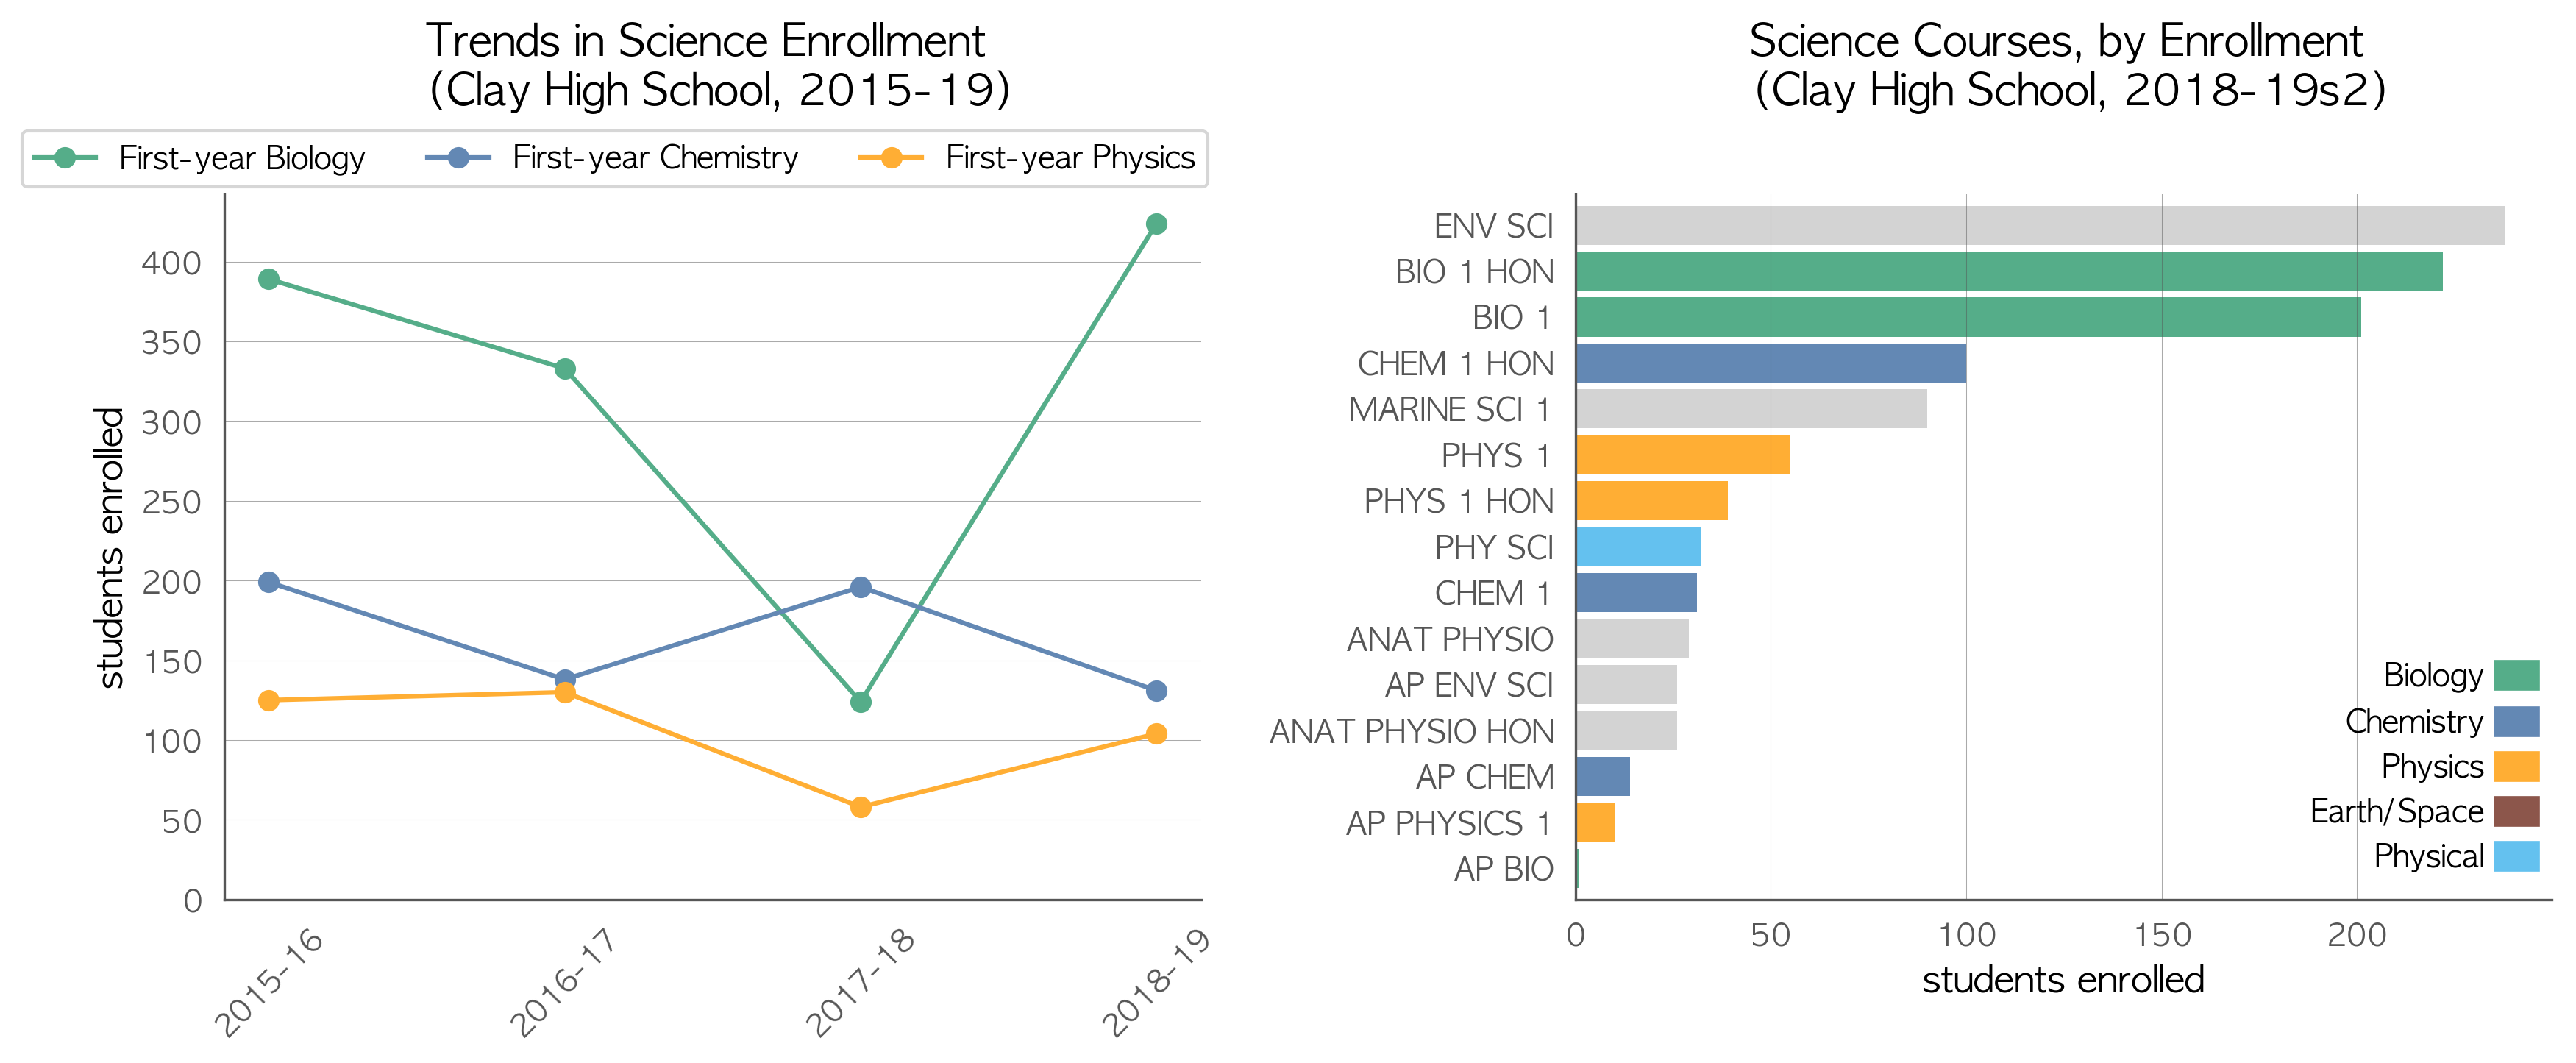 Trends in Science Enrollment
(Clay High School, 2015-19)
First-year Biology First-year Chemistry First-year Physics
400
350
300
250
200
150
100
50
0
students enrolled
2015-16 2016-17 2017-18 2018-19
Science Courses, by Enrollment
(Clay High School, 2018-19s2)
ENV SCI
BIO 1 HON
BIO 1
CHEM 1 HON
MARINE SCI 1
PHYS 1
PHYS 1 HON
PHY SCI
CHEM 1
ANAT PHYSIO
AP ENV SCI
ANAT PHYSIO HON
AP CHEM
AP PHYSICS 1
AP BIO
Biology
Chemistry
Physics
Earth/Space
Physical
0 50 100 150 200
students enrolled